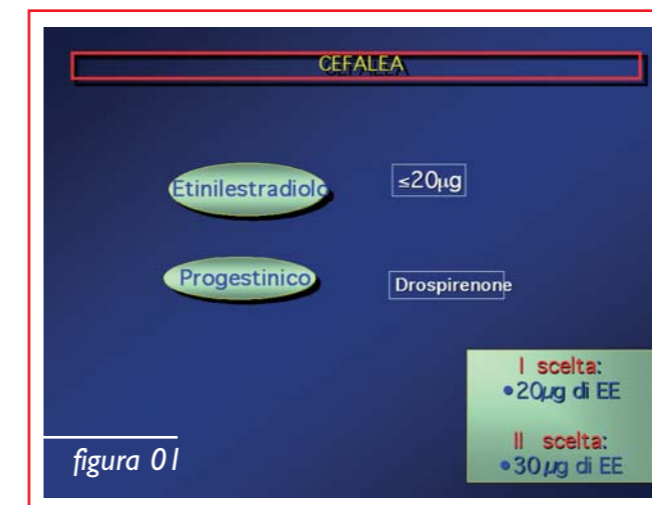 CEFALEA
Etinilestradiolo
≤20µg
Progestinico
Drospirenone
I scelta:
•20µg di EE
II scelta:
•30µg di EE
figura 01